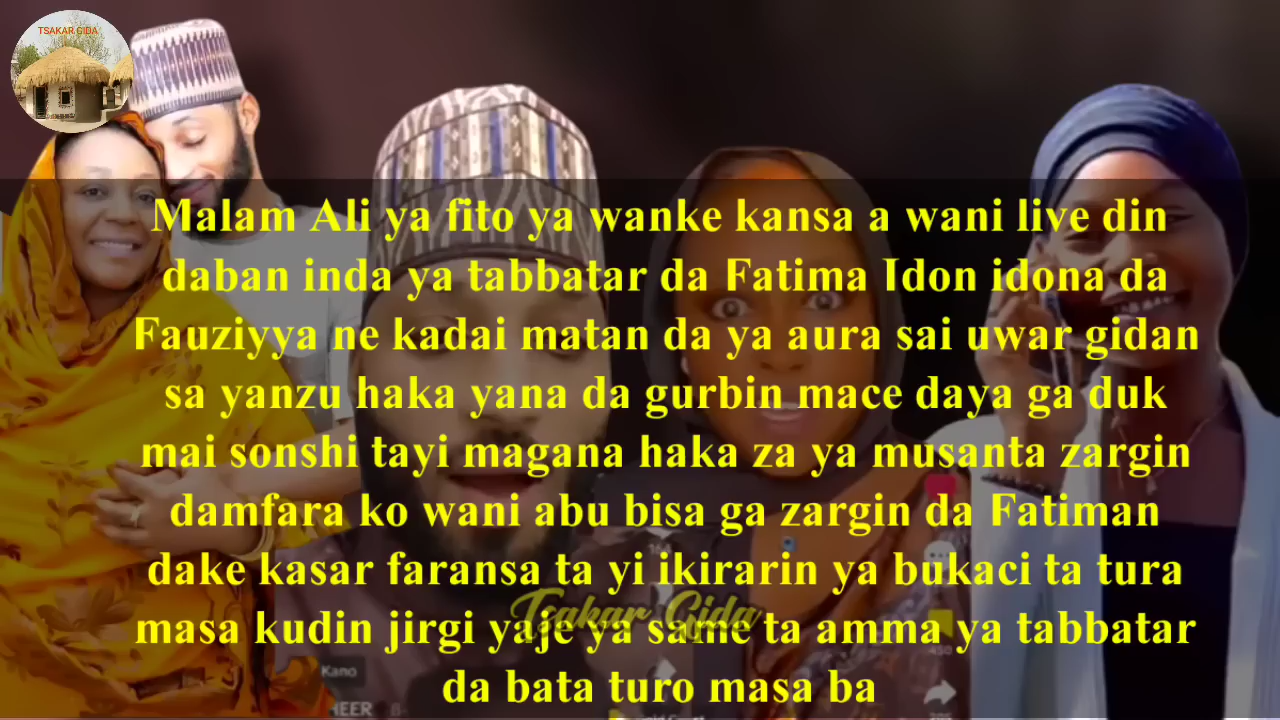 TSAKAR GIDA
Malam Ali ya fito ya wanke kansa a wani live din
daban inda ya tabbatar da Fatima Idon idona da
Fauziyya ne kadai matan da ya aura sai uwar gidan
sa yanzu haka yana da gurbin mace daya ga duk
mai sonshi tayi magana haka za ya musanta zargin
damfara ko wani abu bisa ga zargin da Fatiman
dake kasar faransa ta yi ikirarin ya bukaci ta tura
masa kudin jirgi yaje ya same ta amma ya tabbatar
da bata turo masa ba
Tsakar Gida
Kano